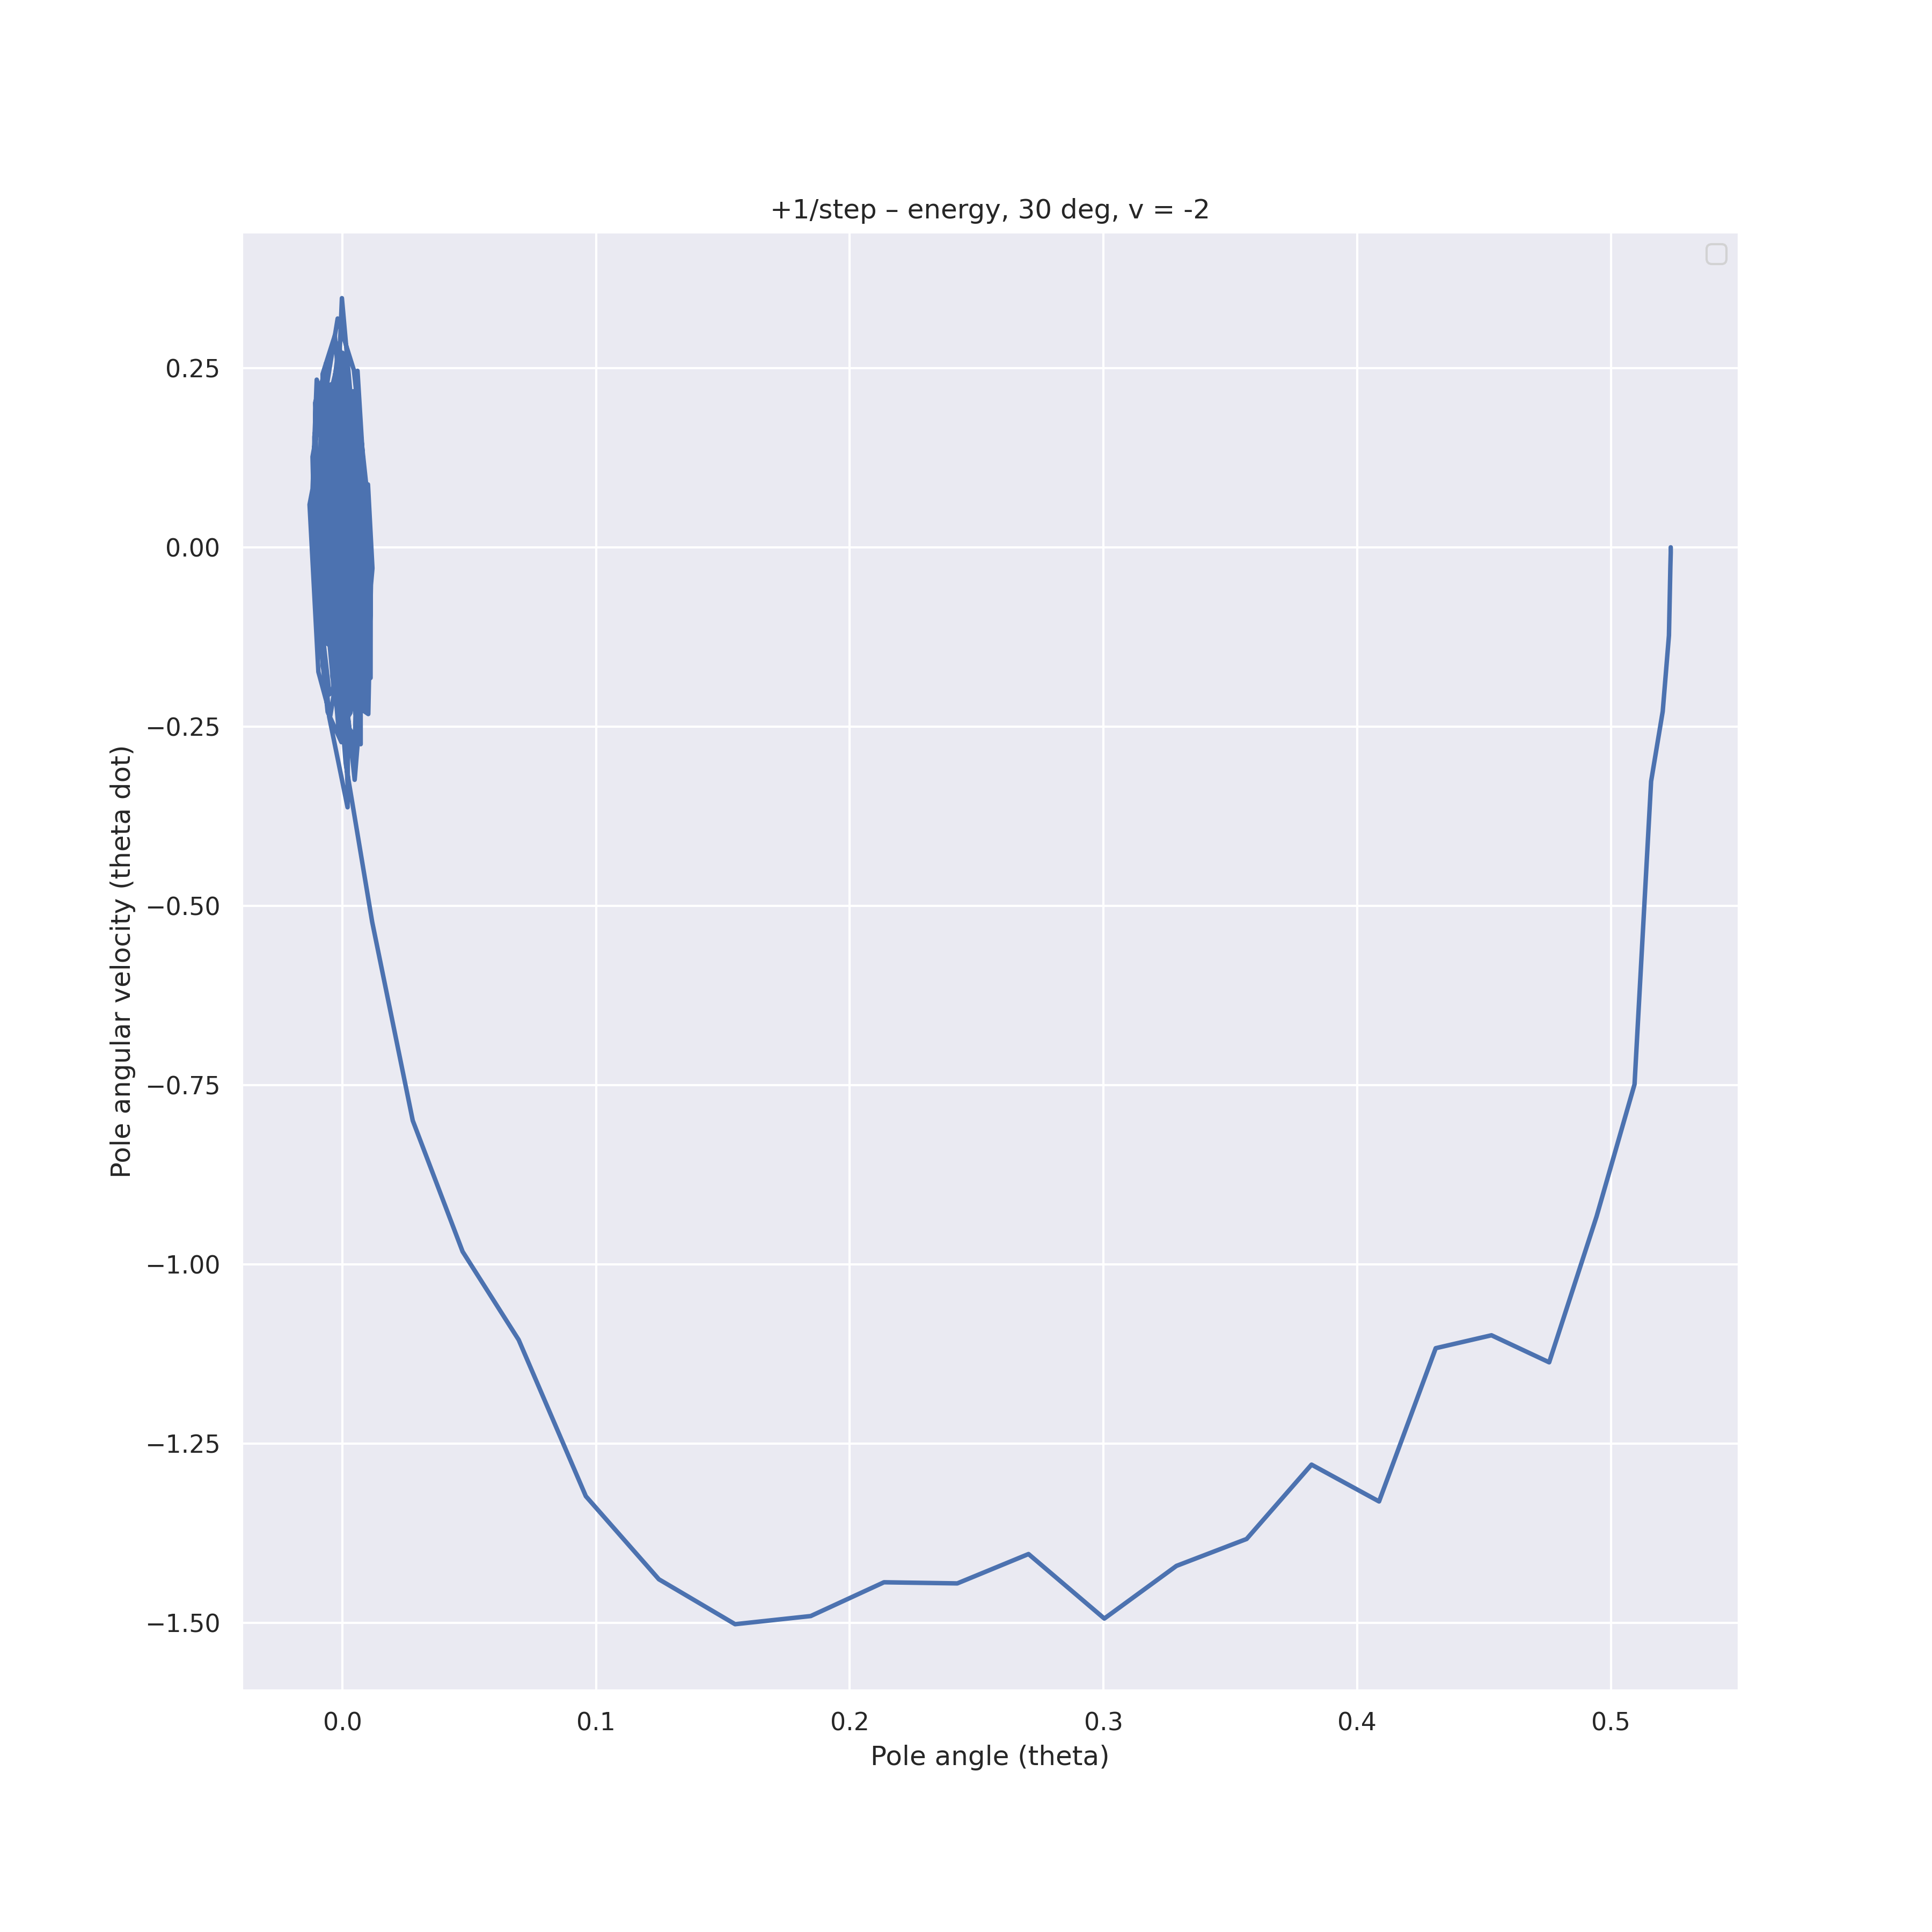 +1/step – energy, 30 deg, v = -2
0.25
0.00
−0.25
−0.50
−0.75
−1.00
−1.25
−1.50
Pole angular velocity (theta dot)
0.0 0.1 0.2 0.3 0.4 0.5
Pole angle (theta)